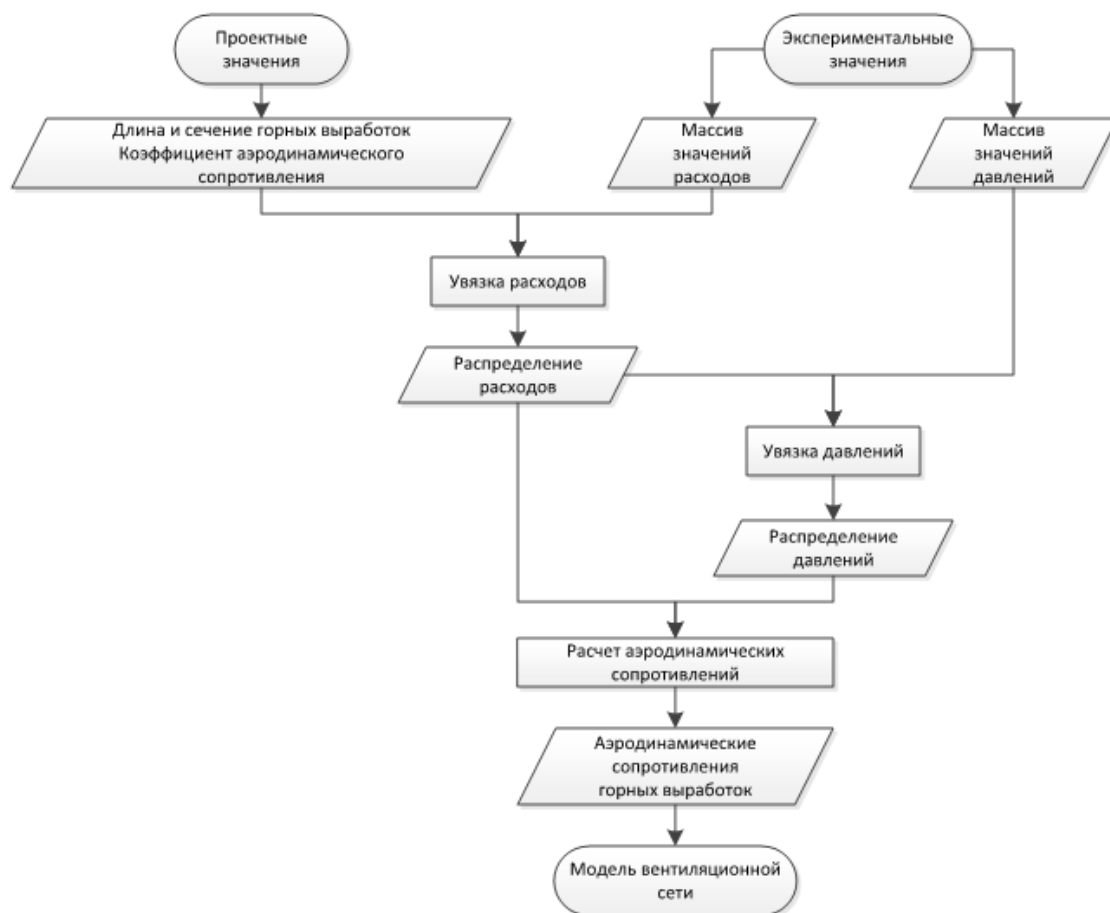 Проектные
значения
Экспериментальные
значения
Длина и сечение горных выработок
Коэффициент аэродинамического
сопротивления
Массив
значений
расходов
Массив
значений
давлений
Увязка расходов
Распределение
расходов
Увязка давлений
Распределение
давлений
Расчет аэродинамических
сопротивлений
Аэродинамические
сопротивления
горных выработок
Модель вентиляционной
сети